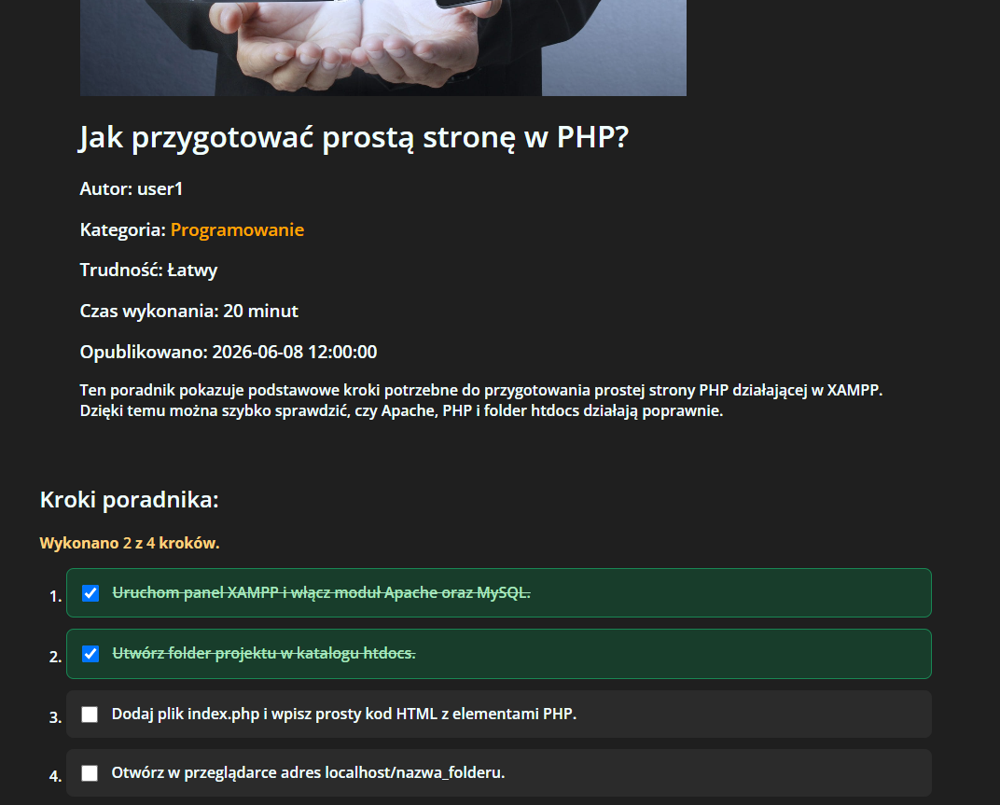 Jak przygotować prostą stronę w PHP?
Autor: user1
Kategoria: Programowanie
Trudność: Łatwy
Czas wykonania: 20 minut
Opublikowano: 2026-06-08 12:00:00
Ten poradnik pokazuje podstawowe kroki potrzebne do przygotowania prostej strony PHP działającej w XAMPP.
Dzięki temu można szybko sprawdzić, czy Apache, PHP i folder htdocs działają poprawnie.
Kroki poradnika:
Wykonano 2 z 4 kroków.
1. Uruchom panel XAMPP i włącz moduł Apache oraz MySQL.
2. Utwórz folder projektu w katalogu htdocs.
3. Dodaj plik index.php i wpisz prosty kod HTML z elementami PHP.
4. Otwórz w przeglądarce adres localhost/nazwa_folderu.